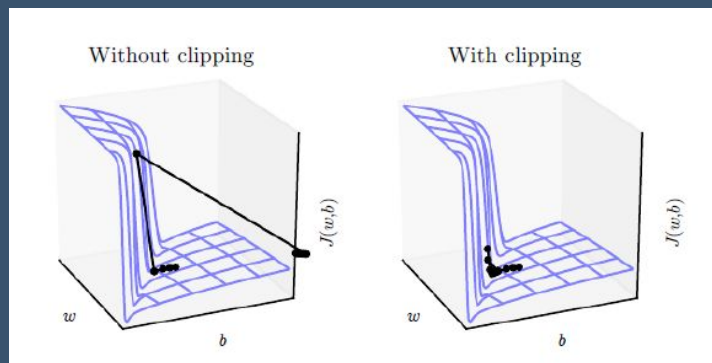 Without clipping
With clipping
J(w,b)
w
b
J(w,b)
w
b